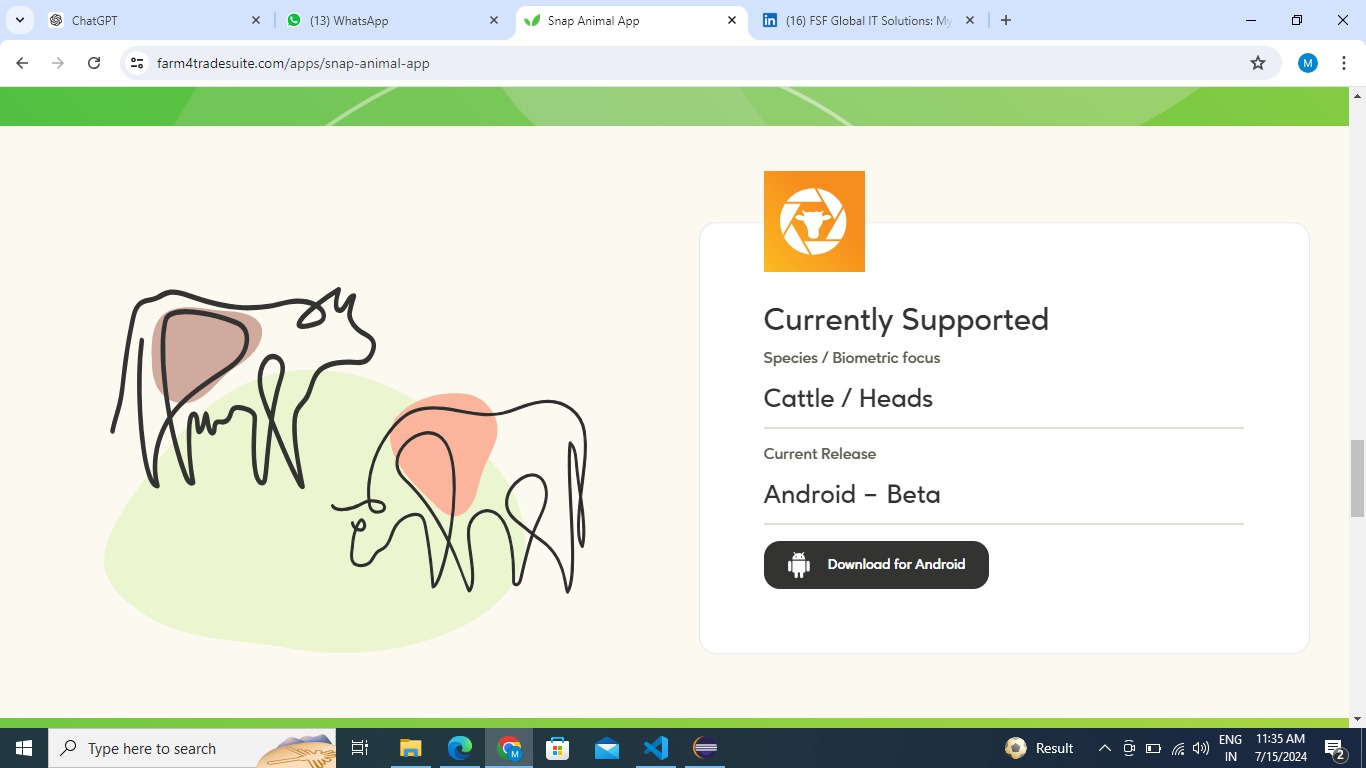 ChatGPT
(13) WhatsApp
Snap Animal App
(16) FSF Global IT Solutions: My
farm4tradesuite.com/apps/snap-animal-app
M
Currently Supported
Species / Biometric focus
Cattle / Heads
Current Release
Android – Beta
Download for Android
Type here to search
Result
ENG
IN
11:35 AM
7/15/2024
2